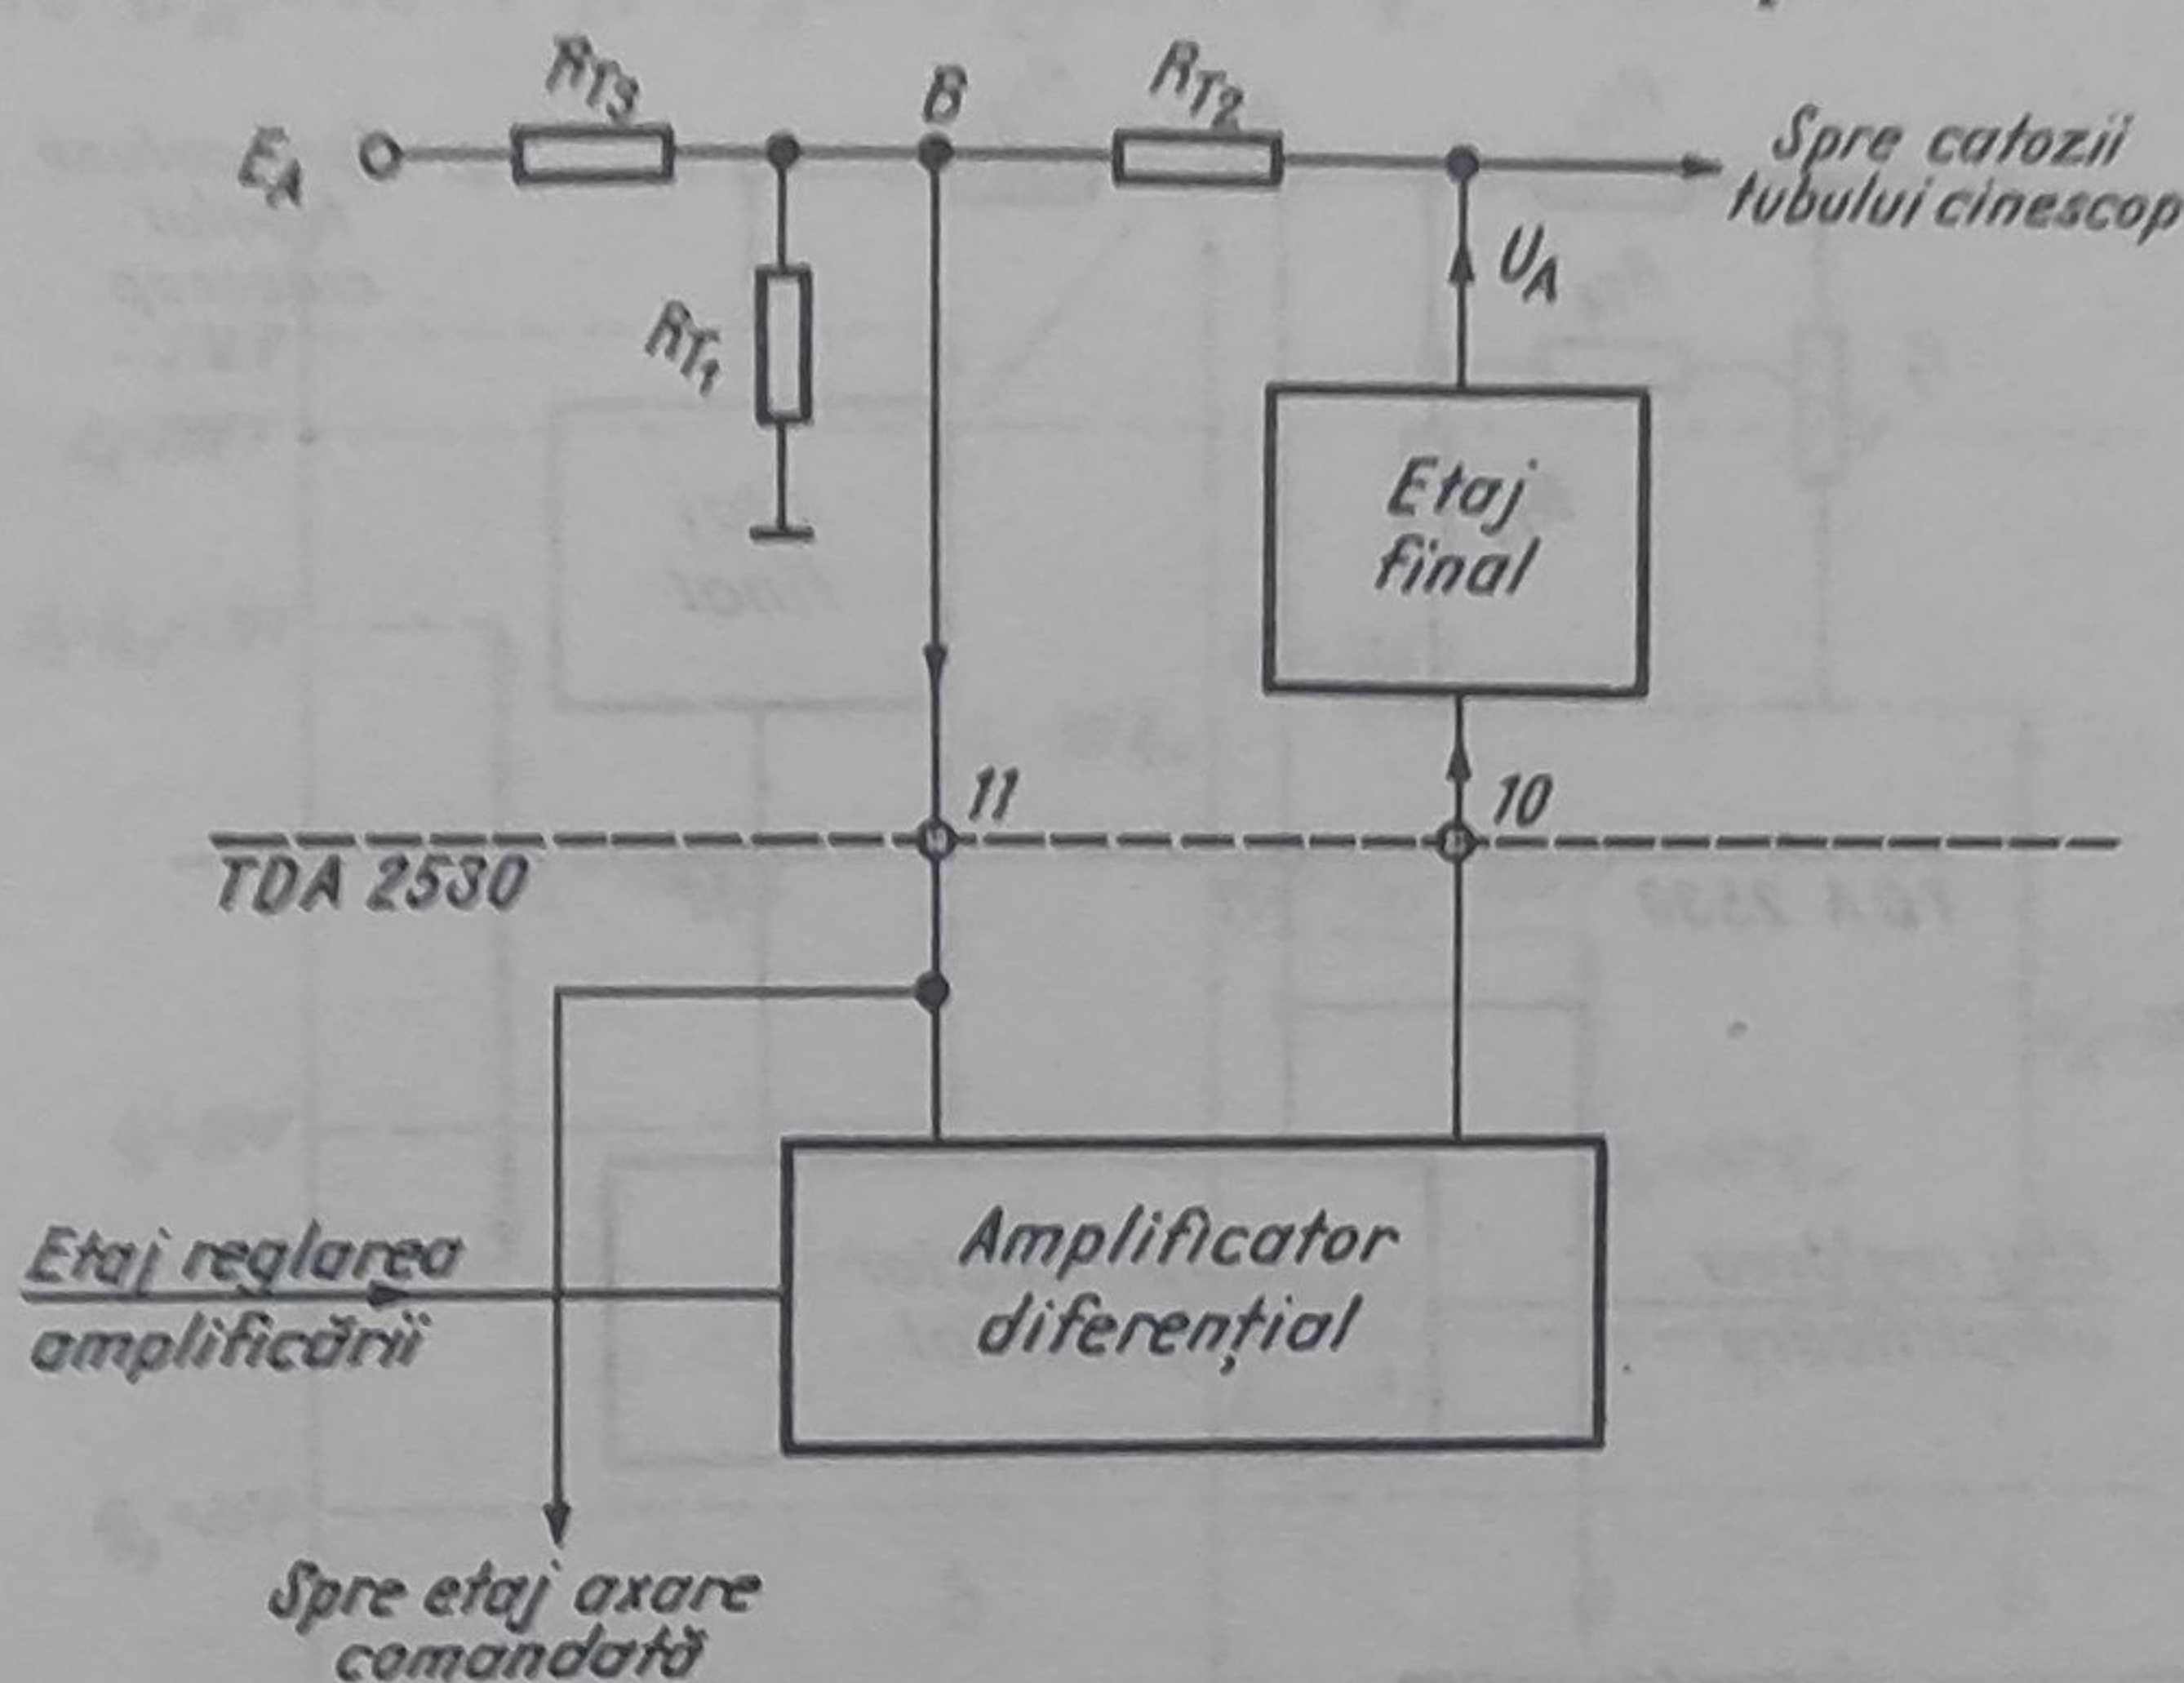 R_T3
B
R_T2
E_A
Spre catozii
tubului cinescop
U_A
R_T1
Etaj
final
11
10
TDA 2530
Etaj reglarea
amplificării
Amplificator
diferențial
Spre etaj axare
comandată